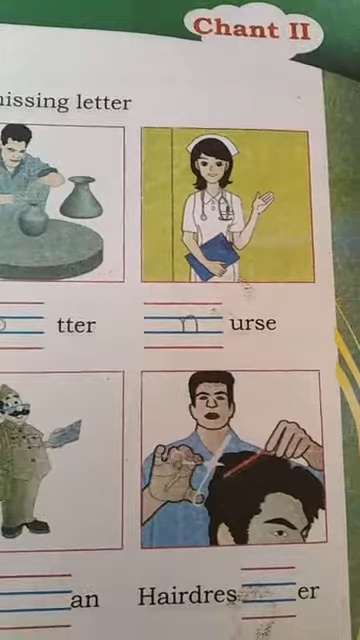 Chant II
issing letter
tter
n urse
an
Hairdres er